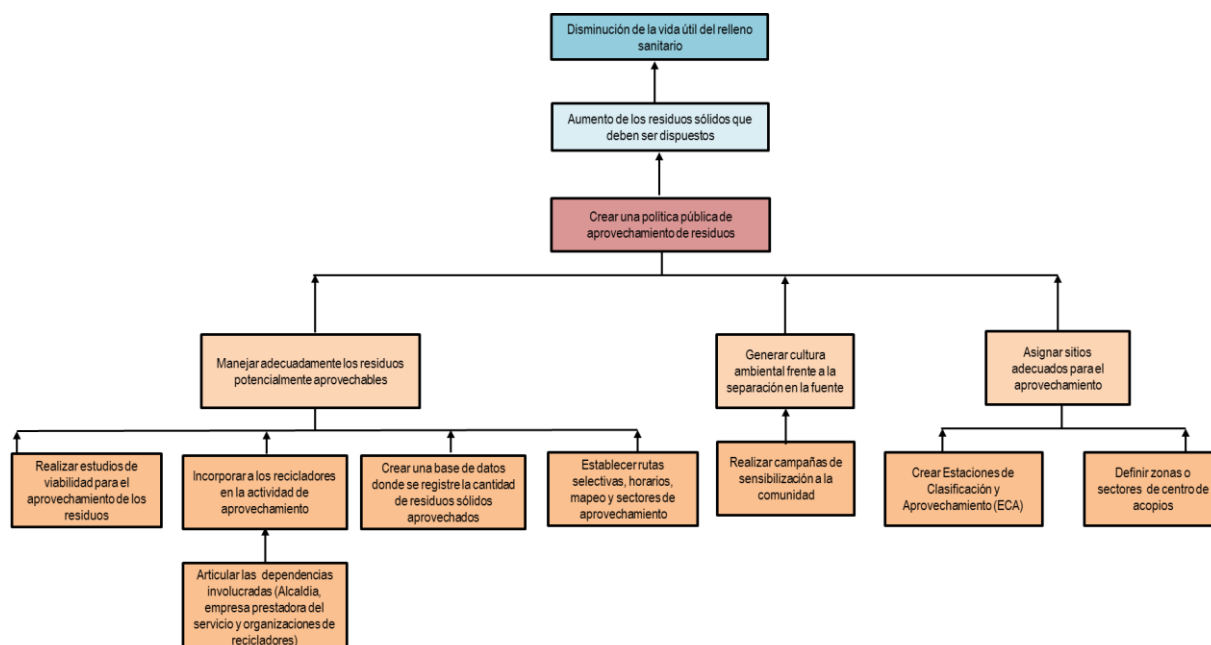 Disminución de la vida útil del relleno
sanitario
Aumento de los residuos sólidos que
deben ser dispuestos
Crear una política pública de
aprovechamiento de residuos
Manejar adecuadamente los residuos
potencialmente aprovechables
Generar cultura
ambiental frente a la
separación en la fuente
Asignar sitios
adecuados para el
aprovechamiento
Realizar estudios de
viabilidad para el
aprovechamiento de los
residuos
Incorporar a los recicladores
en la actividad de
aprovechamiento
Crear una base de datos
donde se registre la cantidad
de residuos sólidos
aprovechados
Establecer rutas
selectivas, horarios,
mapeo y sectores de
aprovechamiento
Realizar campañas de
sensibilización a la
comunidad
Crear Estaciones de
Clasificación y
Aprovechamiento (ECA)
Definir zonas o
sectores de centro de
acopios
Articular las dependencias
involucradas (Alcaldía,
empresa prestadora del
servicio y organizaciones de
recicladores)